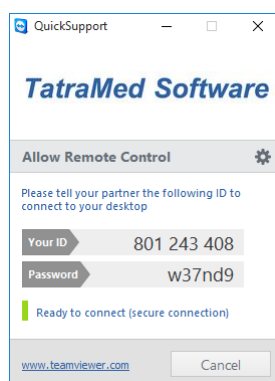 QuickSupport
TatraMed Software
Allow Remote Control
Please tell your partner the following ID to
connect to your desktop
Your ID 801 243 408
Password w37nd9
Ready to connect (secure connection)
www.teamviewer.com Cancel